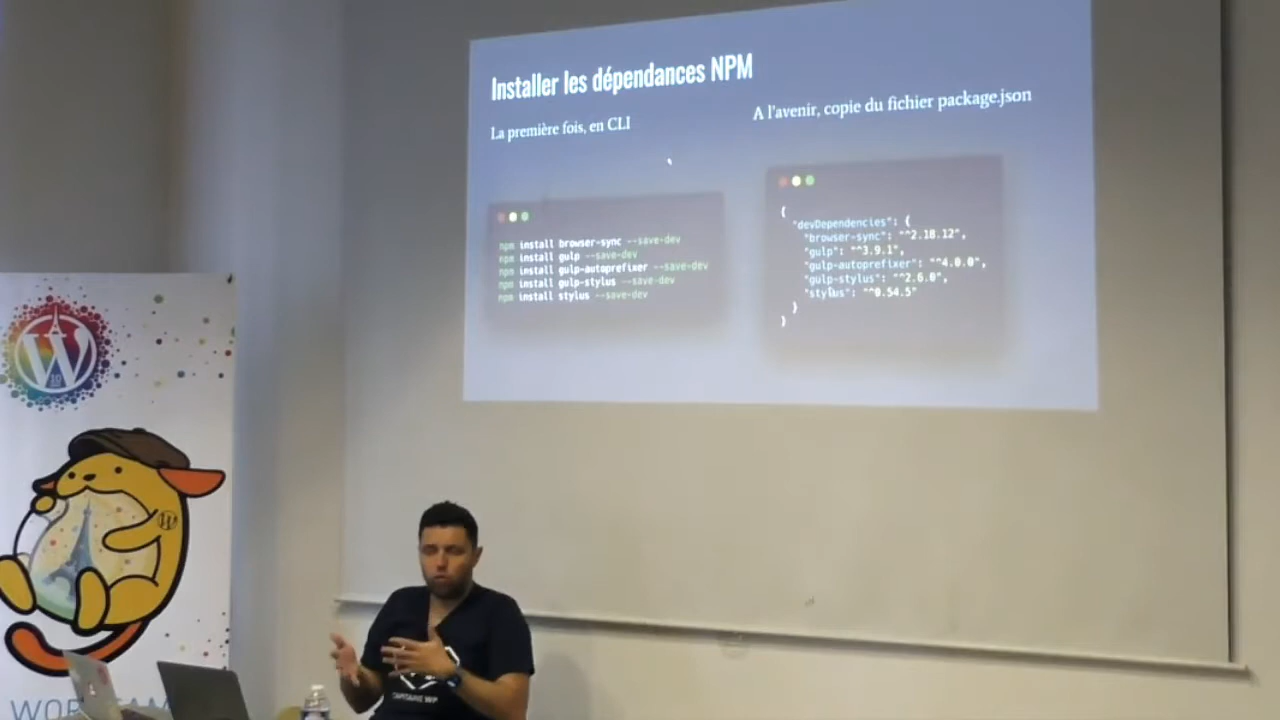 Installer les dépendances NPM
La première fois, en CLI
A l'avenir, copie du fichier package.json
npm install browser-sync --save-dev
npm install gulp --save-dev
npm install gulp-autoprefixer --save-dev
npm install gulp-stylus --save-dev
npm install stylus --save-dev
{
"devDependencies": {
"browser-sync": "^2.18.12",
"gulp": "^3.9.1",
"gulp-autoprefixer": "^4.0.0",
"gulp-stylus": "^2.6.0",
"stylus": "^0.54.5"
}
}
W
CAPITAINE WP